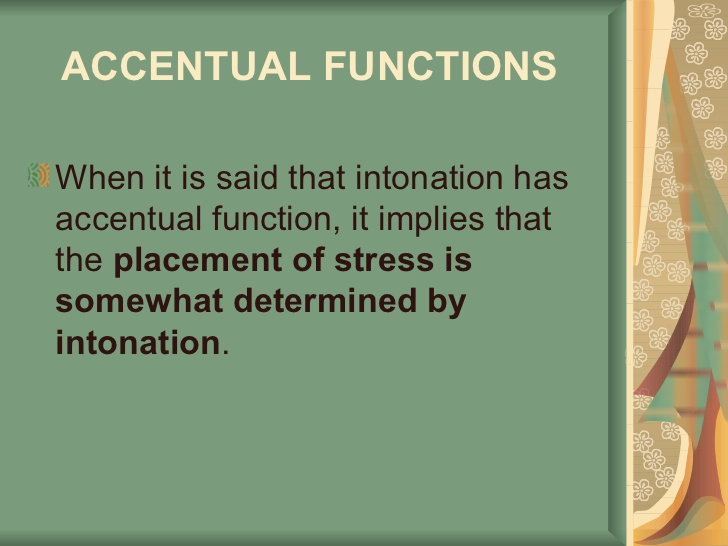 ACCENTUAL FUNCTIONS
When it is said that intonation has
accentual function, it implies that
the placement of stress is
somewhat determined by
intonation.